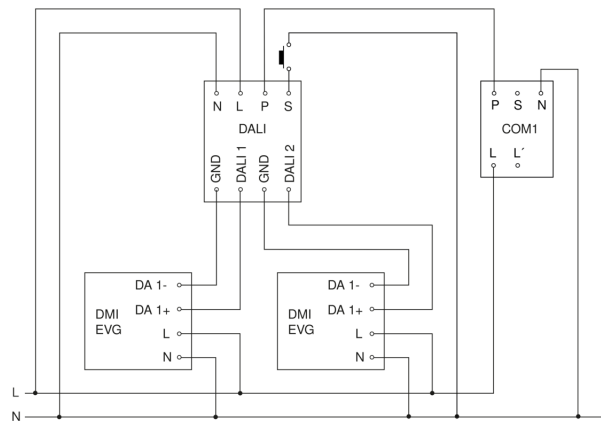 N L P S
DALI
GND DALI 1 GND DALI 2
P S N
COM1
L L´
DA 1-
DA 1+
DMI
EVG
L
N
DA 1-
DA 1+
DMI
EVG
L
N
L
N